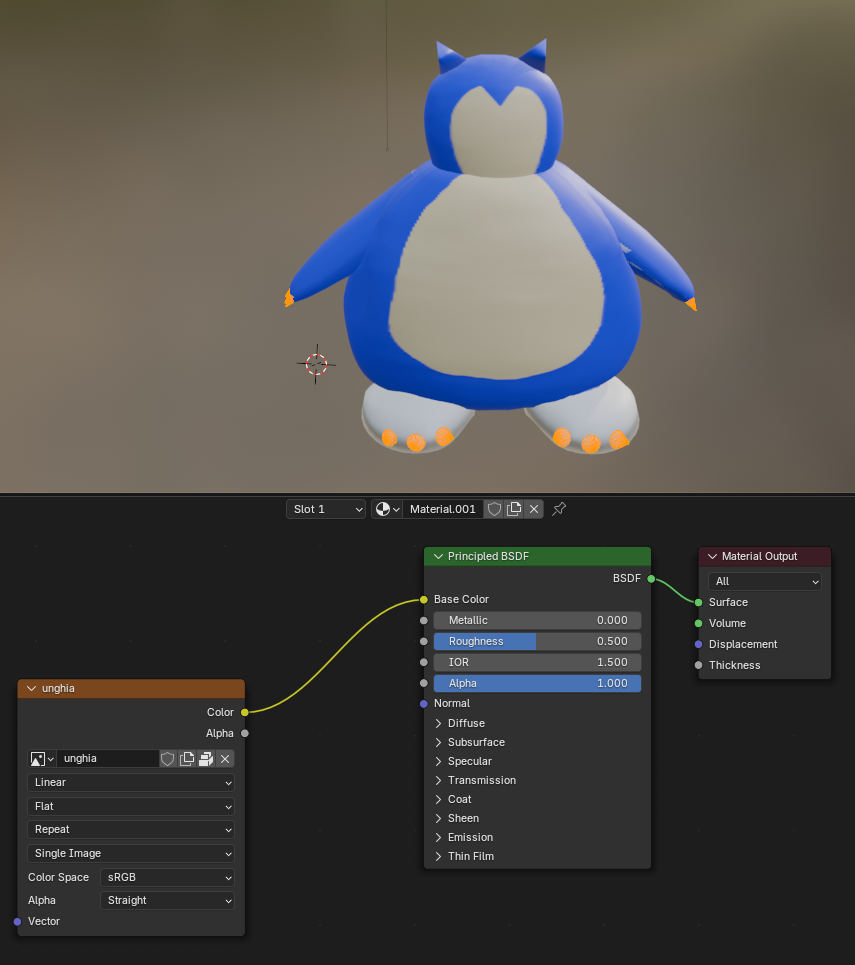 Slot 1
Material.001
Principled BSDF
BSDF
Base Color
Metallic 0.000
Roughness 0.500
IOR 1.500
Alpha 1.000
Normal
Diffuse
Subsurface
Specular
Transmission
Coat
Sheen
Emission
Thin Film
Material Output
All
Surface
Volume
Displacement
Thickness
unghia
Color
Alpha
unghia
Linear
Flat
Repeat
Single Image
Color Space sRGB
Alpha Straight
Vector